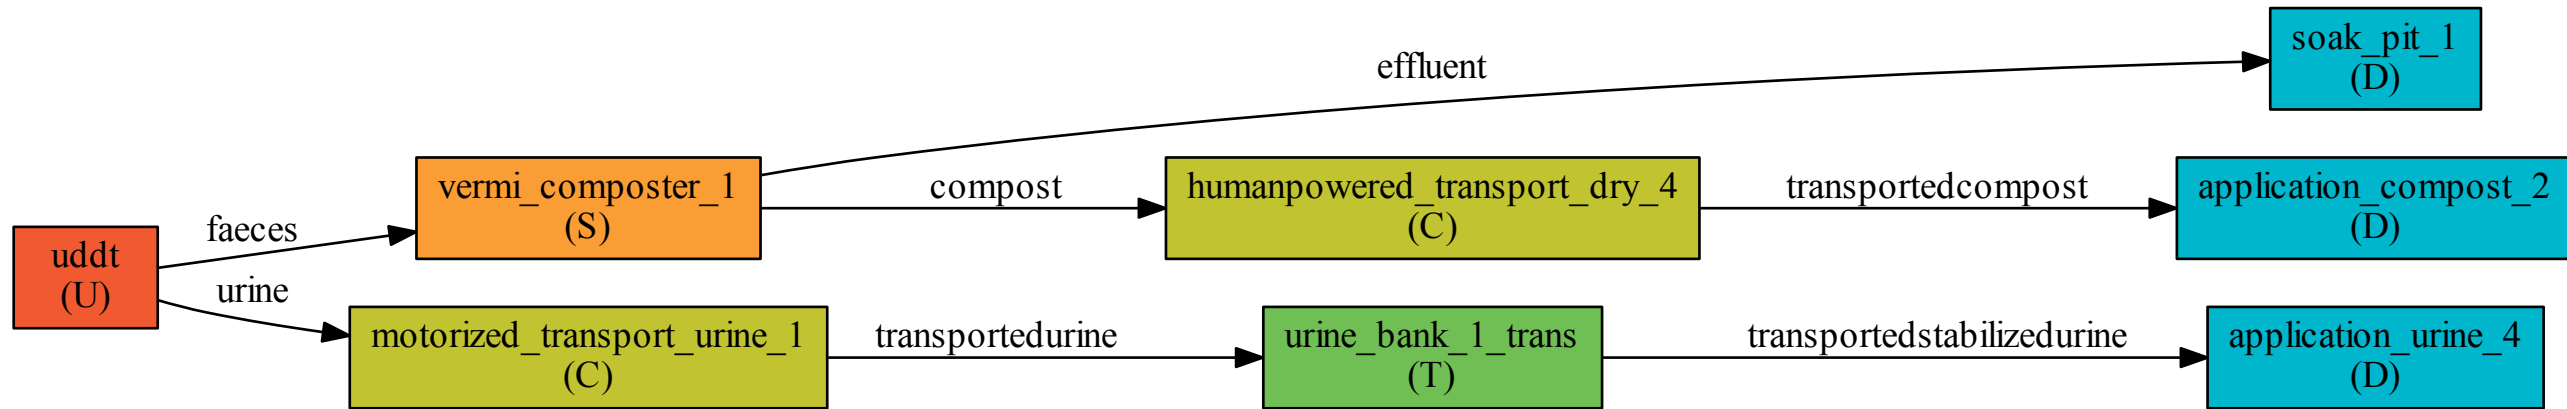 soak_pit_1
(D)
effluent
vermi_composter_1
(S)
compost
humanpowered_transport_dry_4
(C)
transportedcompost
application_compost_2
(D)
faeces
uddt
(U)
urine
motorized_transport_urine_1
(C)
transportedurine
urine_bank_1_trans
(T)
transportedstabilizedurine
application_urine_4
(D)